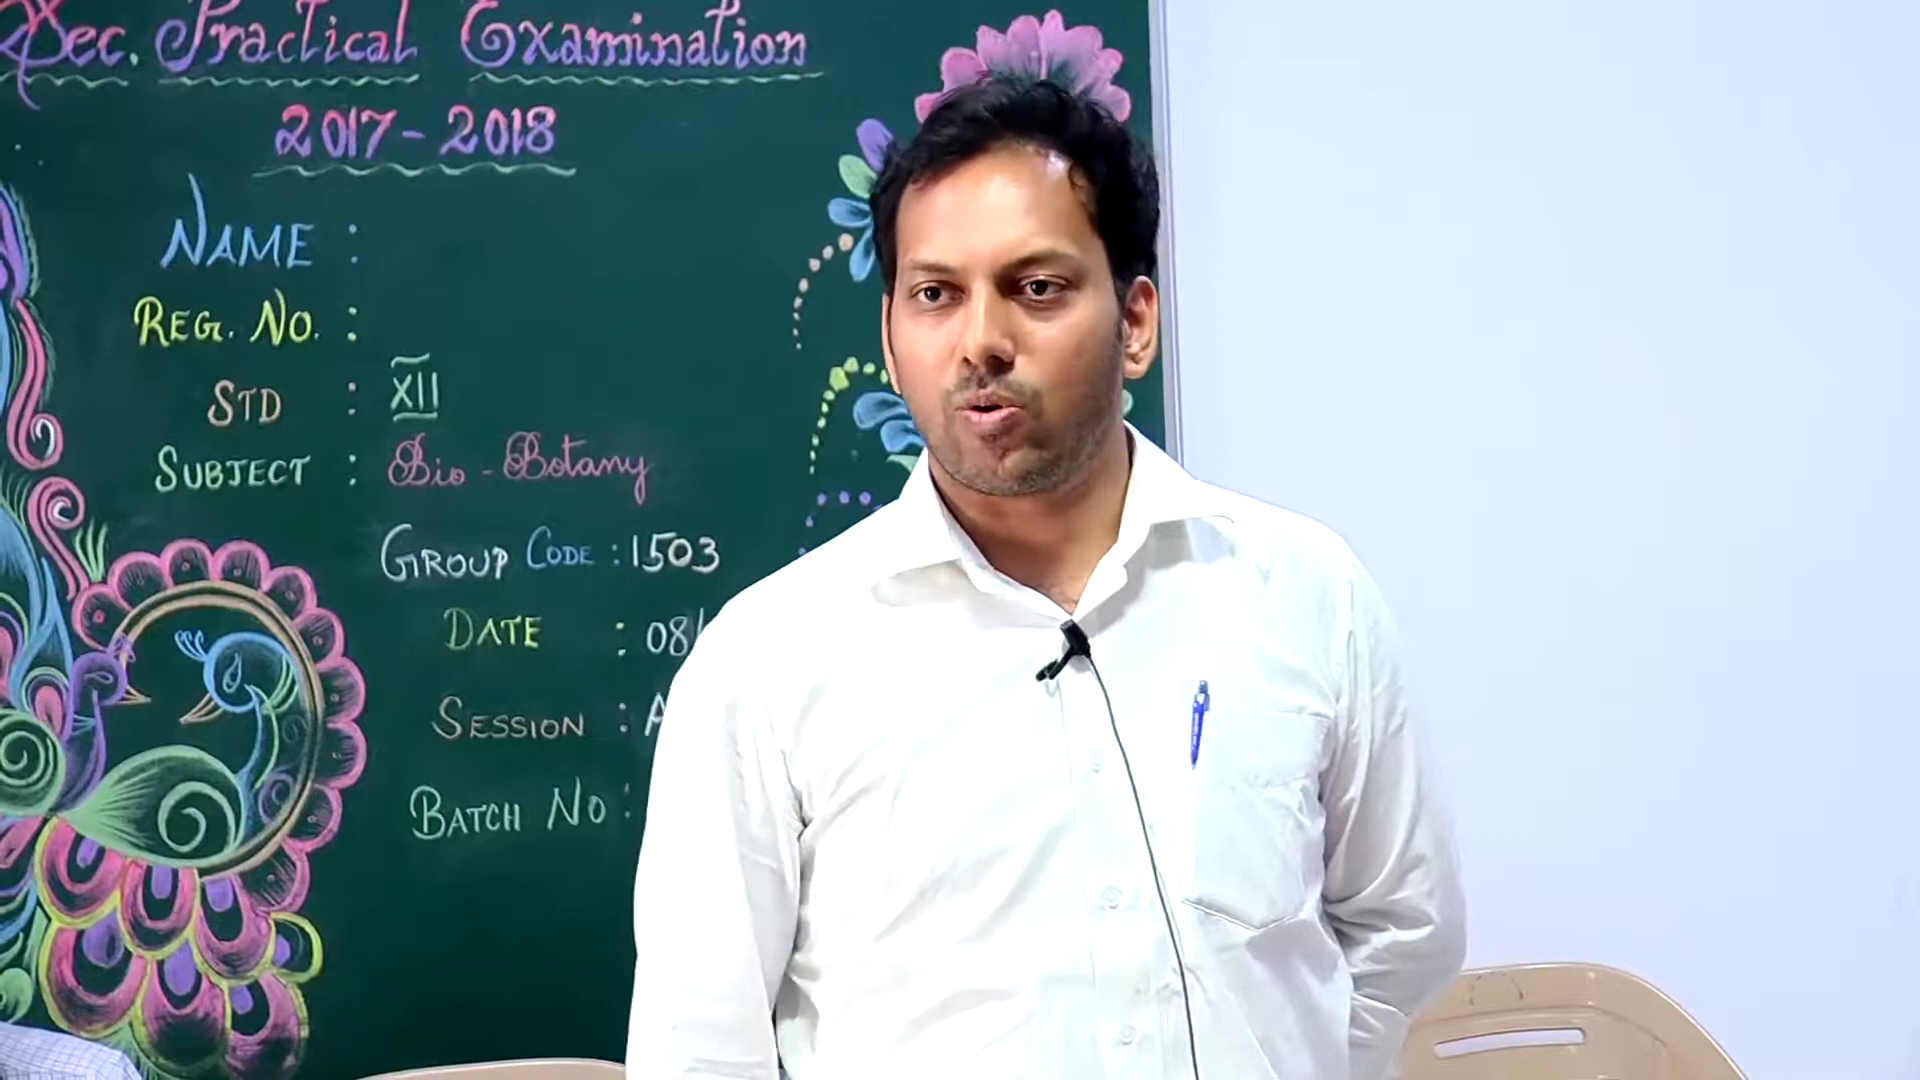 Sec. Practical Examination
2017-2018
NAME :
REG. NO. :
STD : XII
SUBJECT : Bio-Botany
GROUP CODE : 1503
DATE : 08/
SESSION : A
BATCH NO :